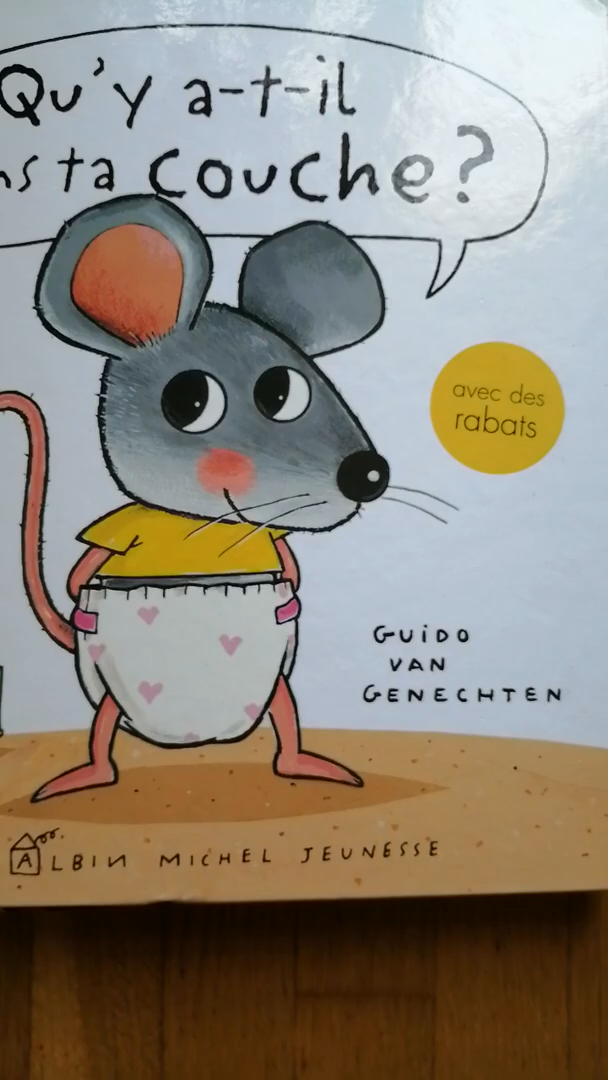 Qu'y a-t-il
ns ta couche?
avec des
rabats
GUiDO
VAN
GENECHTEN
ALBIN MICHEL JEUNESSE